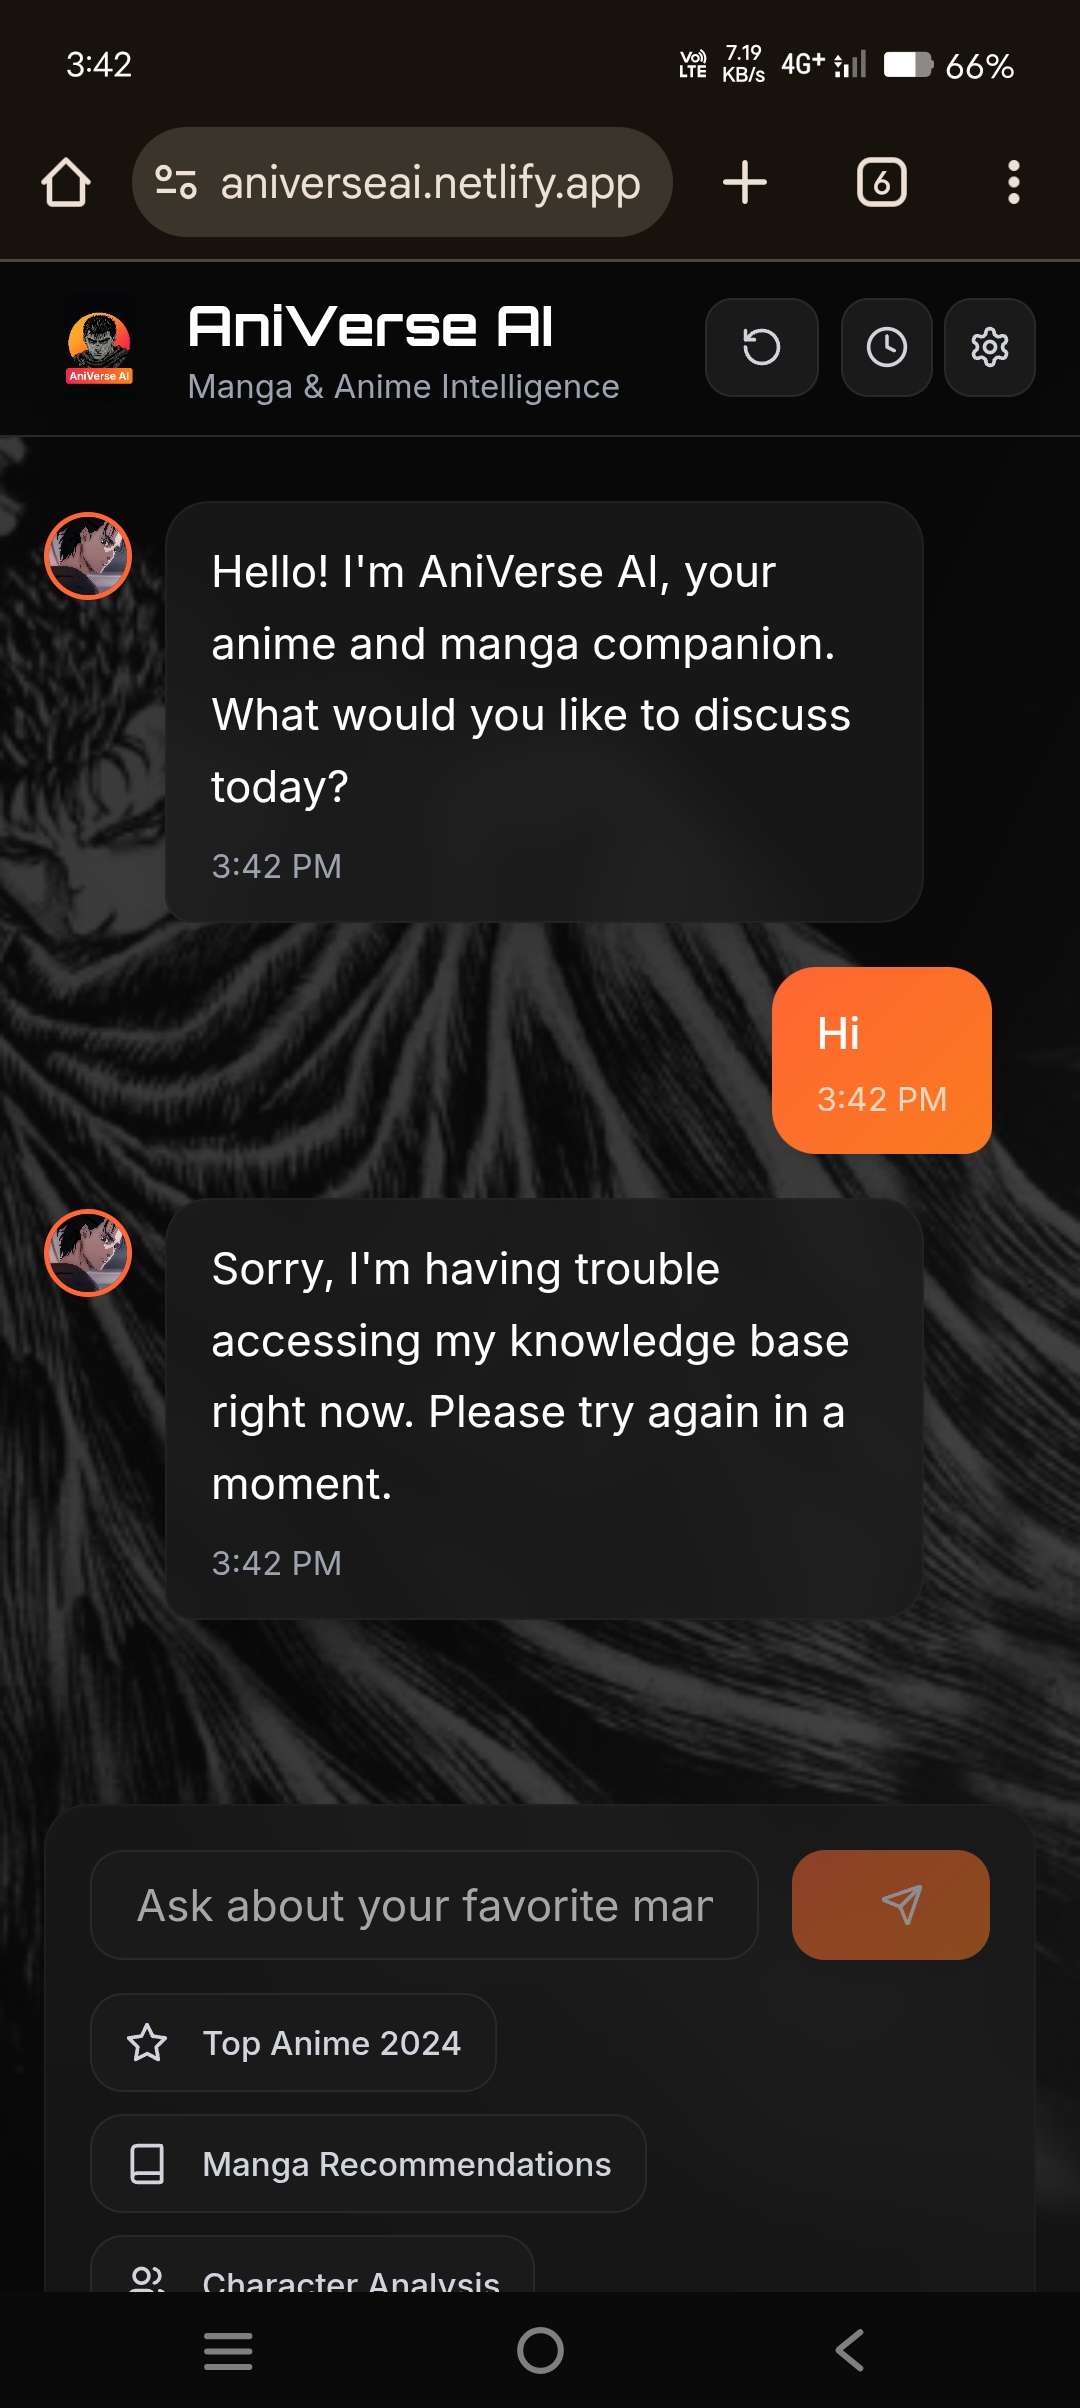 3:42
Vo) LTE
7.19 KB/s
4G+
66%
aniverseai.netlify.app
6
AniVerse AI
AniVerse AI
Manga & Anime Intelligence
Hello! I'm AniVerse AI, your
anime and manga companion.
What would you like to discuss
today?
3:42 PM
Hi
3:42 PM
Sorry, I'm having trouble
accessing my knowledge base
right now. Please try again in a
moment.
3:42 PM
Ask about your favorite mar
Top Anime 2024
Manga Recommendations
Character Analysis